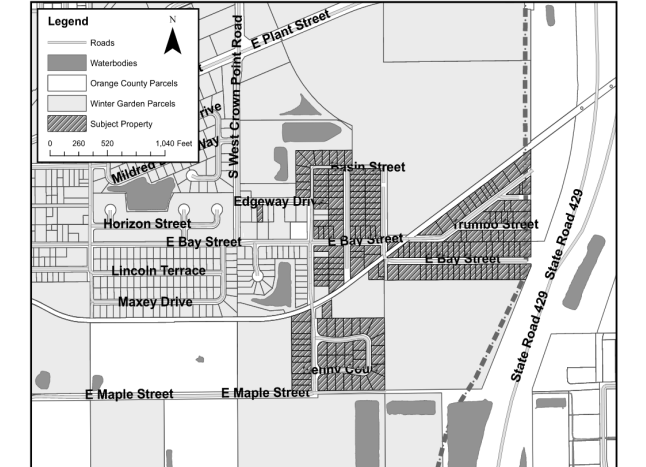 Legend
N
Roads
Waterbodies
Orange County Parcels
Winter Garden Parcels
Subject Property
0 260 520 1,040 Feet
E Plant Street
S West Crown Point Road
Mildred
Way
Basin Street
Edgeway
Horizon Street
E Bay Street
E Bay Street
Trumbo Street
E Bay Street
Lincoln Terrace
Maxey Drive
State Road 429
State Road 429
E Maple Street
E Maple Street